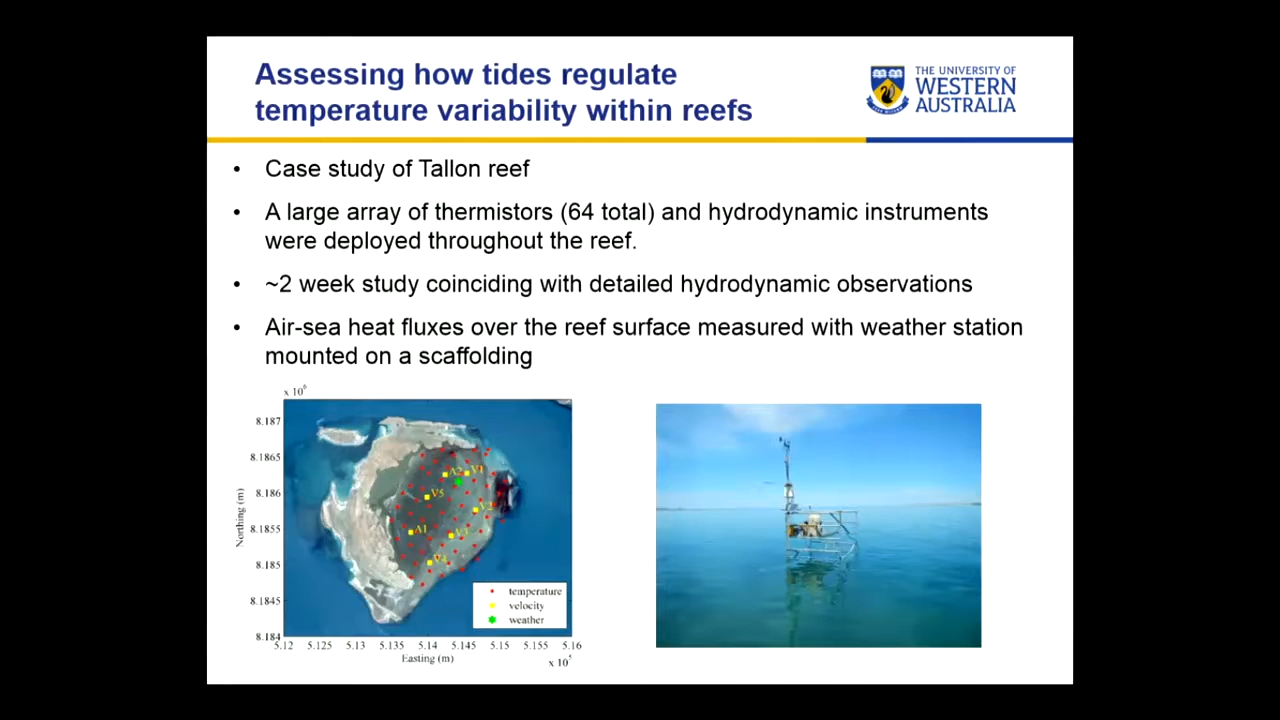 Assessing how tides regulate
temperature variability within reefs
THE UNIVERSITY OF
WESTERN
AUSTRALIA
• Case study of Tallon reef
• A large array of thermistors (64 total) and hydrodynamic instruments
were deployed throughout the reef.
• ~2 week study coinciding with detailed hydrodynamic observations
• Air-sea heat fluxes over the reef surface measured with weather station
mounted on a scaffolding
x 10⁶
8.187
8.1865
8.186
8.1855
8.185
8.1845
8.184
Northing (m)
A2 V1
V5
A1
temperature
velocity
weather
5.12 5.125 5.13 5.135 5.14 5.145 5.15 5.155 5.16
Easting (m)
x 10⁵